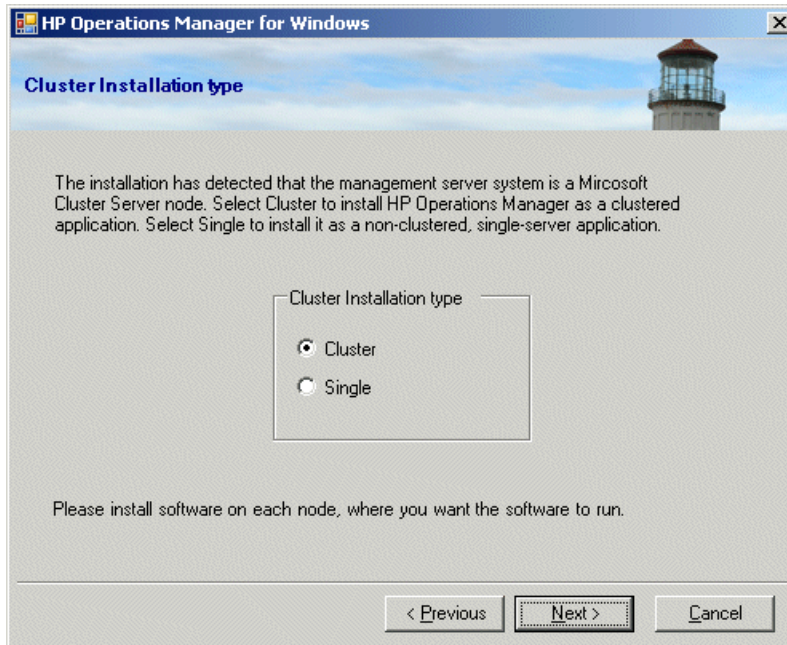 HP Operations Manager for Windows
Cluster Installation type
The installation has detected that the management server system is a Mircosoft
Cluster Server node. Select Cluster to install HP Operations Manager as a clustered
application. Select Single to install it as a non-clustered, single-server application.
Cluster Installation type
Cluster
Single
Please install software on each node, where you want the software to run.
< Previous Next > Cancel